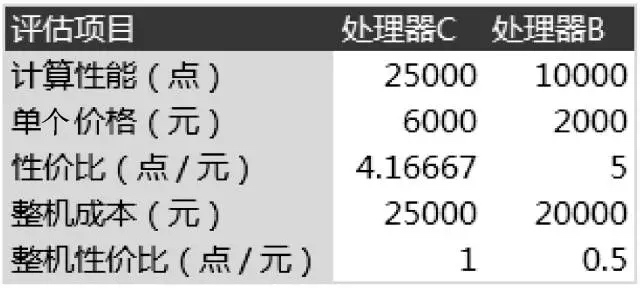 评估项目 处理器C 处理器B
计算性能（点） 25000 10000
单个价格（元） 6000 2000
性价比（点/元） 4.16667 5
整机成本（元） 25000 20000
整机性价比（点/元） 1 0.5